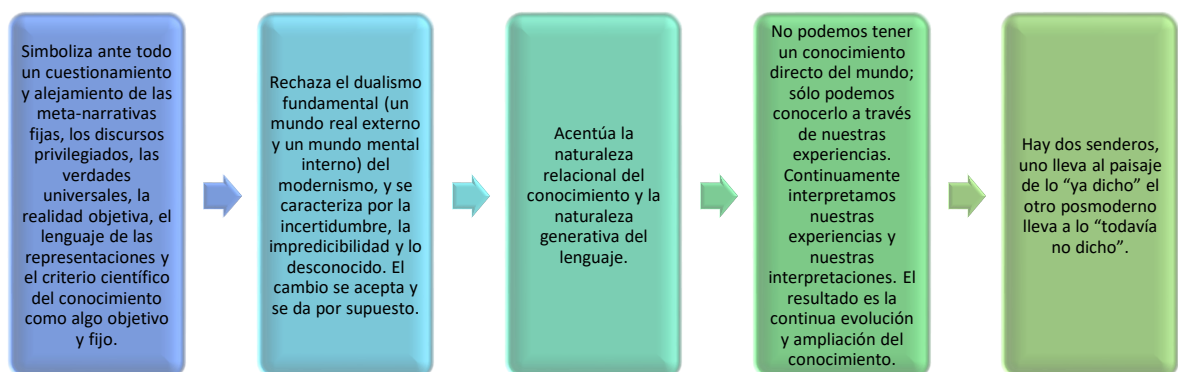 Simboliza ante todo
un cuestionamiento
y alejamiento de las
meta-narrativas
fijas, los discursos
privilegiados, las
verdades
universales, la
realidad objetiva, el
lenguaje de las
representaciones y
el criterio científico
del conocimiento
como algo objetivo
y fijo.
Rechaza el dualismo
fundamental (un
mundo real externo
y un mundo mental
interno) del
modernismo, y se
caracteriza por la
incertidumbre, la
impredicibilidad y lo
desconocido. El
cambio se acepta y
se da por supuesto.
Acentúa la
naturaleza
relacional del
conocimiento y la
naturaleza
generativa del
lenguaje.
No podemos tener
un conocimiento
directo del mundo;
sólo podemos
conocerlo a través
de nuestras
experiencias.
Continuamente
interpretamos
nuestras
experiencias y
nuestras
interpretaciones. El
resultado es la
continua evolución
y ampliación del
conocimiento.
Hay dos senderos,
uno lleva al paisaje
de lo “ya dicho” el
otro posmoderno
lleva a lo “todavía
no dicho”.